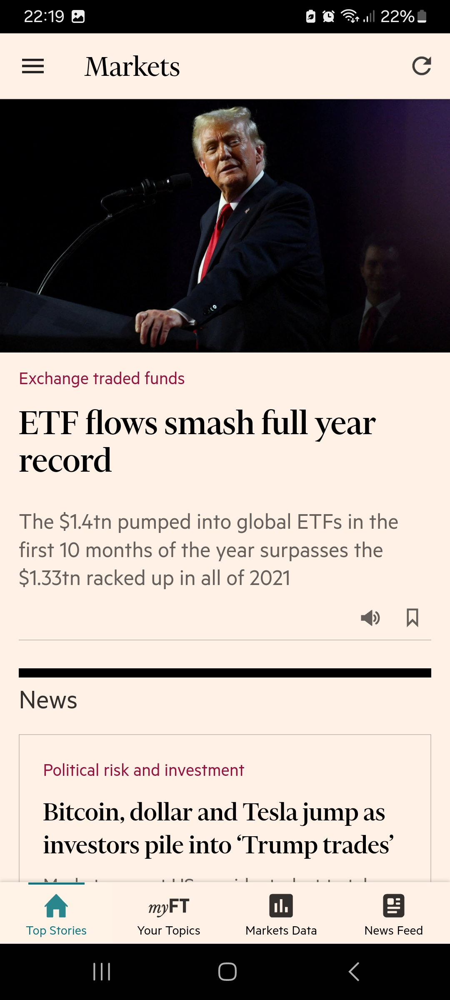 22:19
22%
Markets
Exchange traded funds
ETF flows smash full year
record
The $1.4tn pumped into global ETFs in the
first 10 months of the year surpasses the
$1.33tn racked up in all of 2021
News
Political risk and investment
Bitcoin, dollar and Tesla jump as
investors pile into ‘Trump trades’
myFT
Top Stories
Your Topics
Markets Data
News Feed